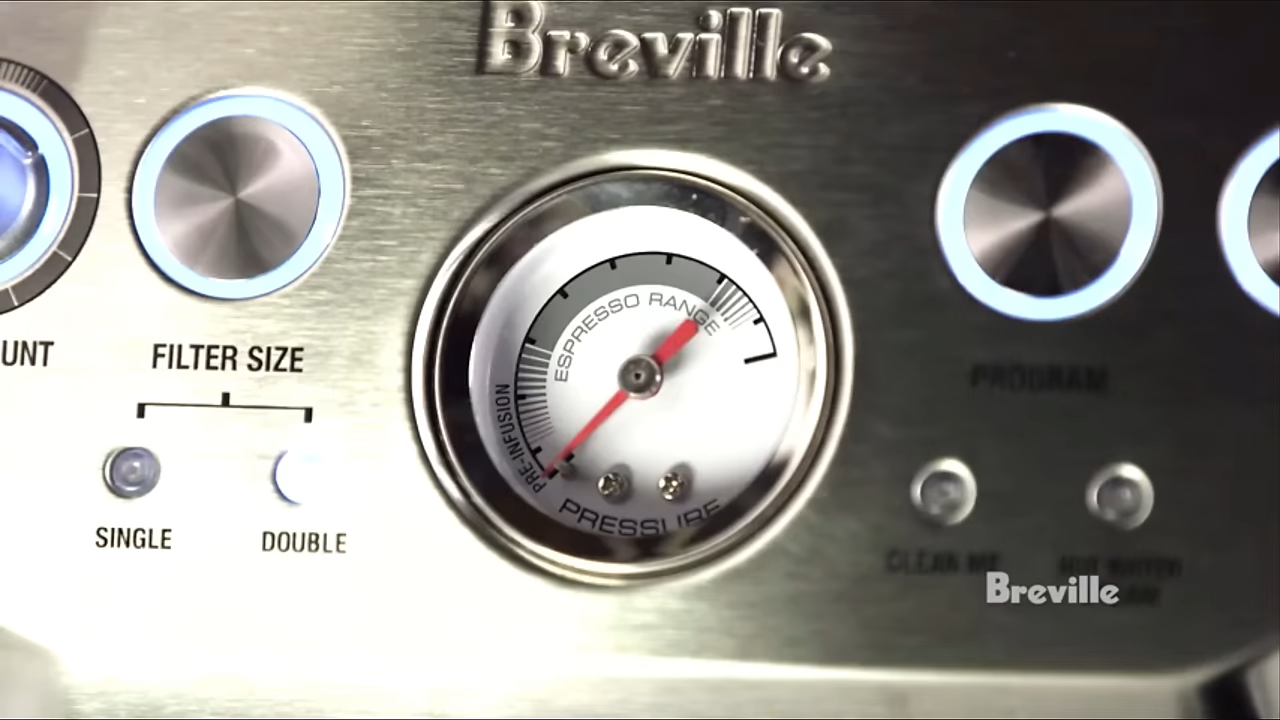 Breville
UNT
FILTER SIZE
SINGLE
DOUBLE
ESPRESSO RANGE
PRE-INFUSION
PRESSURE
PROGRAM
CLEAN ME
HOT WATER
Breville